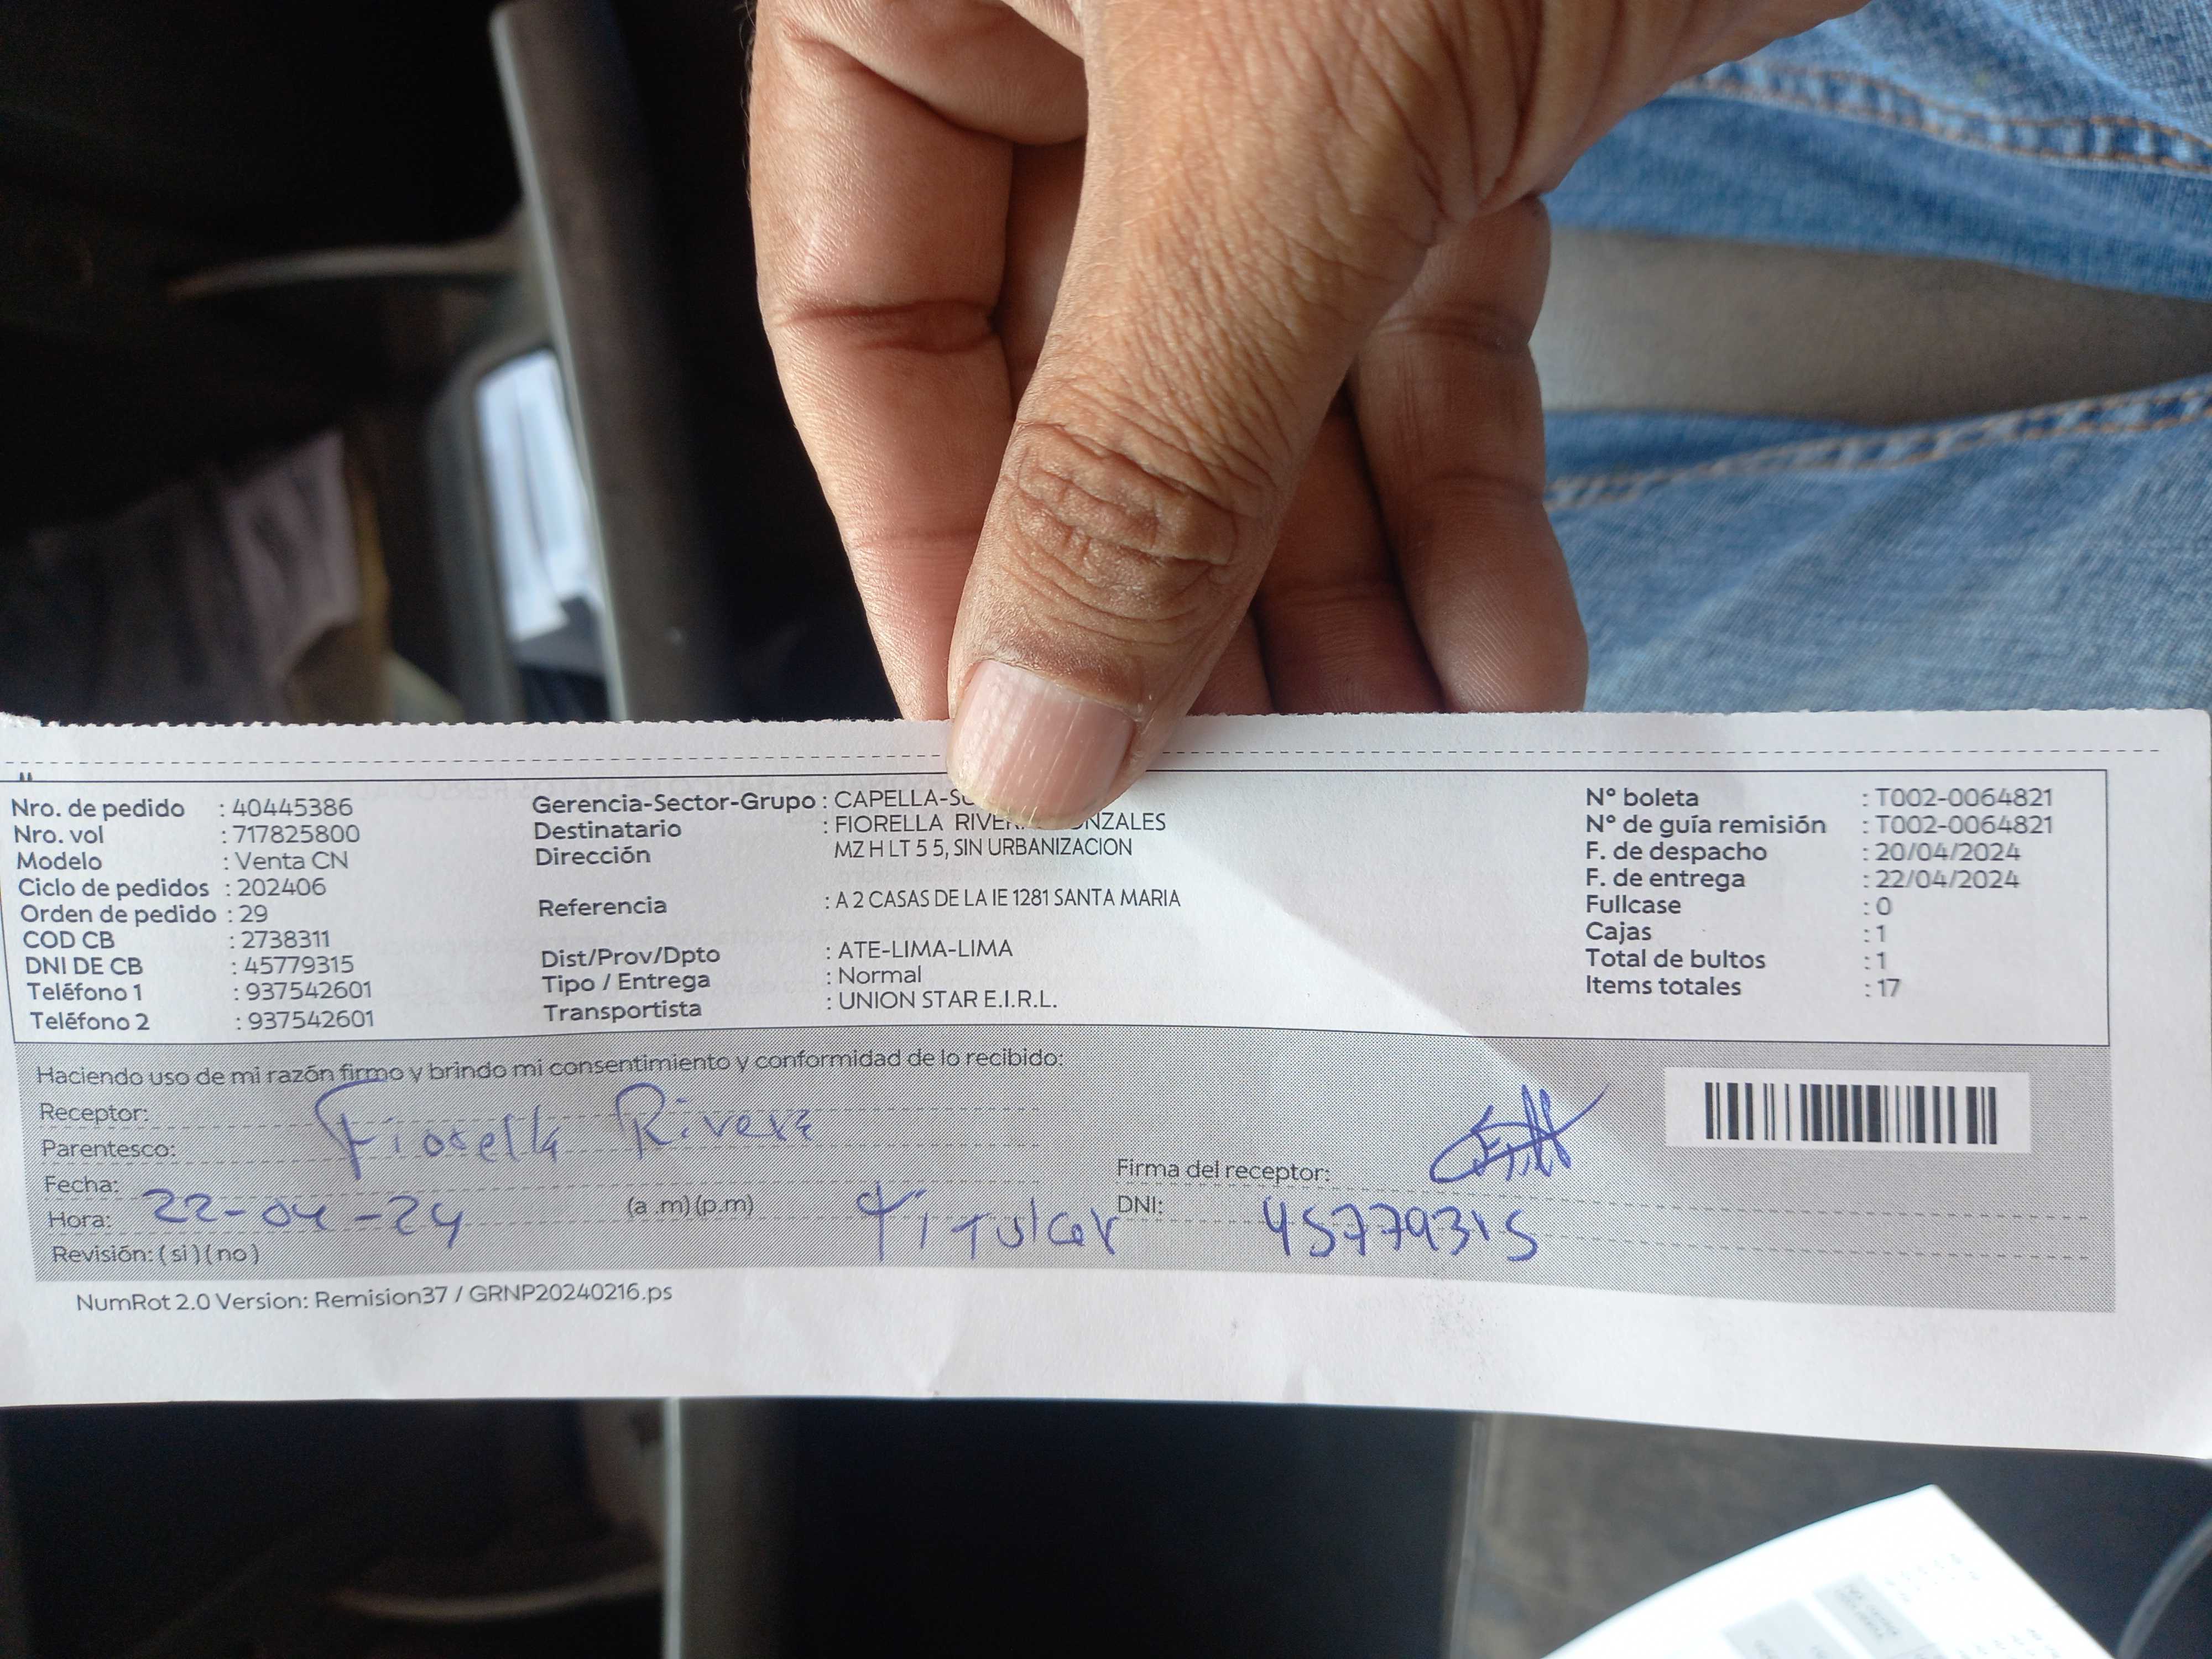 Nro. de pedido : 40445386
Nro. vol : 717825800
Modelo : Venta CN
Ciclo de pedidos : 202406
Orden de pedido : 29
COD CB : 2738311
DNI DE CB : 45779315
Teléfono 1 : 937542601
Teléfono 2 : 937542601
Gerencia-Sector-Grupo : CAPELLA-
Destinatario : FIORELLA
Dirección MZ H LT 5 5, SIN URBANIZACION
Referencia : A 2 CASAS DE LA IE 1281 SANTA MARIA
Dist/Prov/Dpto : ATE-LIMA-LIMA
Tipo / Entrega : Normal
Transportista : UNION STAR E.I.R.L.
N° boleta : T002-0064821
N° de guía remisión : T002-0064821
F. de despacho : 20/04/2024
F. de entrega : 22/04/2024
Fullcase : 0
Cajas : 1
Total de bultos : 1
Items totales : 17
Haciendo uso de mi razón firmo y brindo mi consentimiento y conformidad de lo recibido:
Receptor: Fiorella Rivera
Parentesco:
Fecha: 22-04-24
Hora: (a .m) (p.m) Titular
Revisión: ( si ) ( no )
Firma del receptor:
DNI: 45779315
NumRot 2.0 Version: Remision37 / GRNP20240216.ps